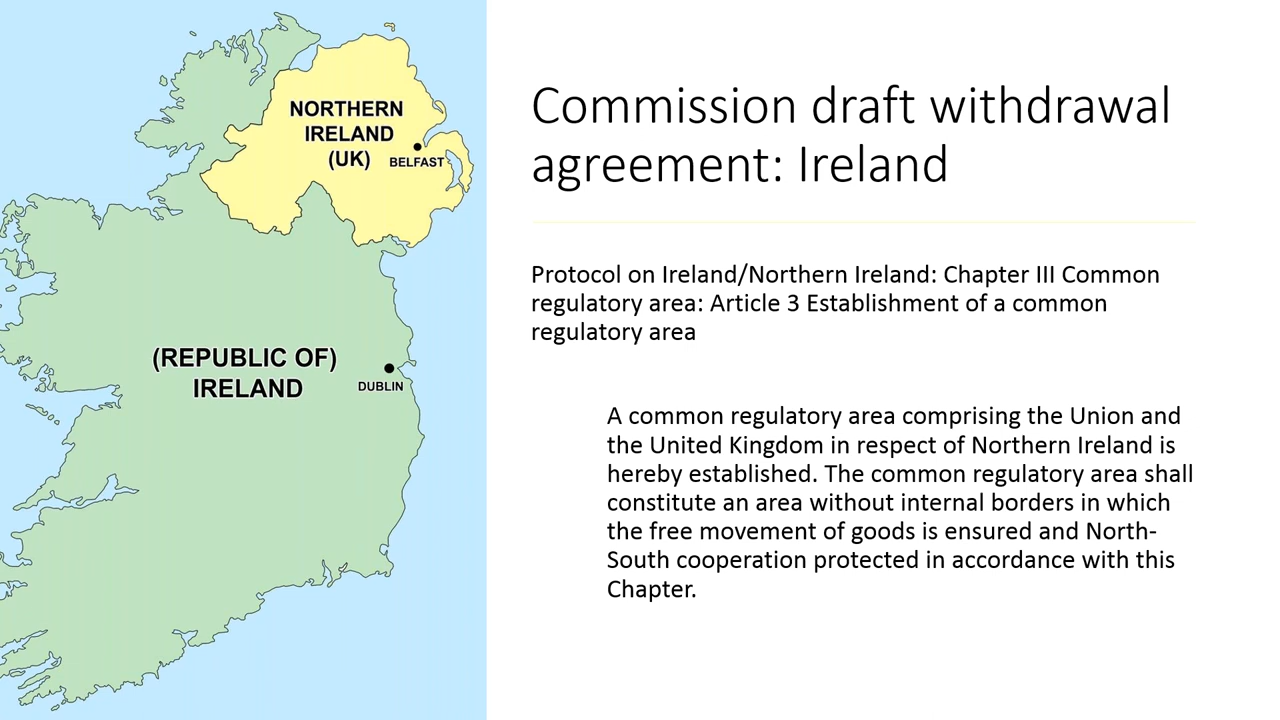 NORTHERN
IRELAND
(UK)
BELFAST
(REPUBLIC OF)
IRELAND
DUBLIN
Commission draft withdrawal
agreement: Ireland
Protocol on Ireland/Northern Ireland: Chapter III Common
regulatory area: Article 3 Establishment of a common
regulatory area
A common regulatory area comprising the Union and
the United Kingdom in respect of Northern Ireland is
hereby established. The common regulatory area shall
constitute an area without internal borders in which
the free movement of goods is ensured and North-
South cooperation protected in accordance with this
Chapter.